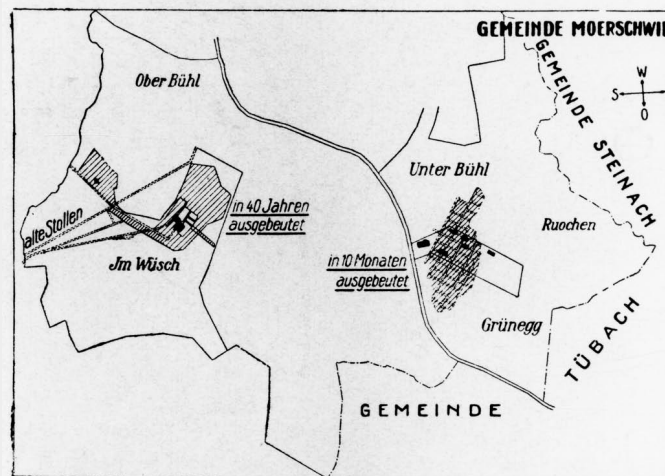 GEMEINDE MOERSCHWIL
GEMEINDE STEINACH
W
S
O
Ober Bühl
Unter Bühl
Ruochen
alte Stollen
in 40 Jahren
ausgebeutet
Jm Wüsch
in 10 Monaten
ausgebeutet
Grünegg
TÜBACH
GEMEINDE